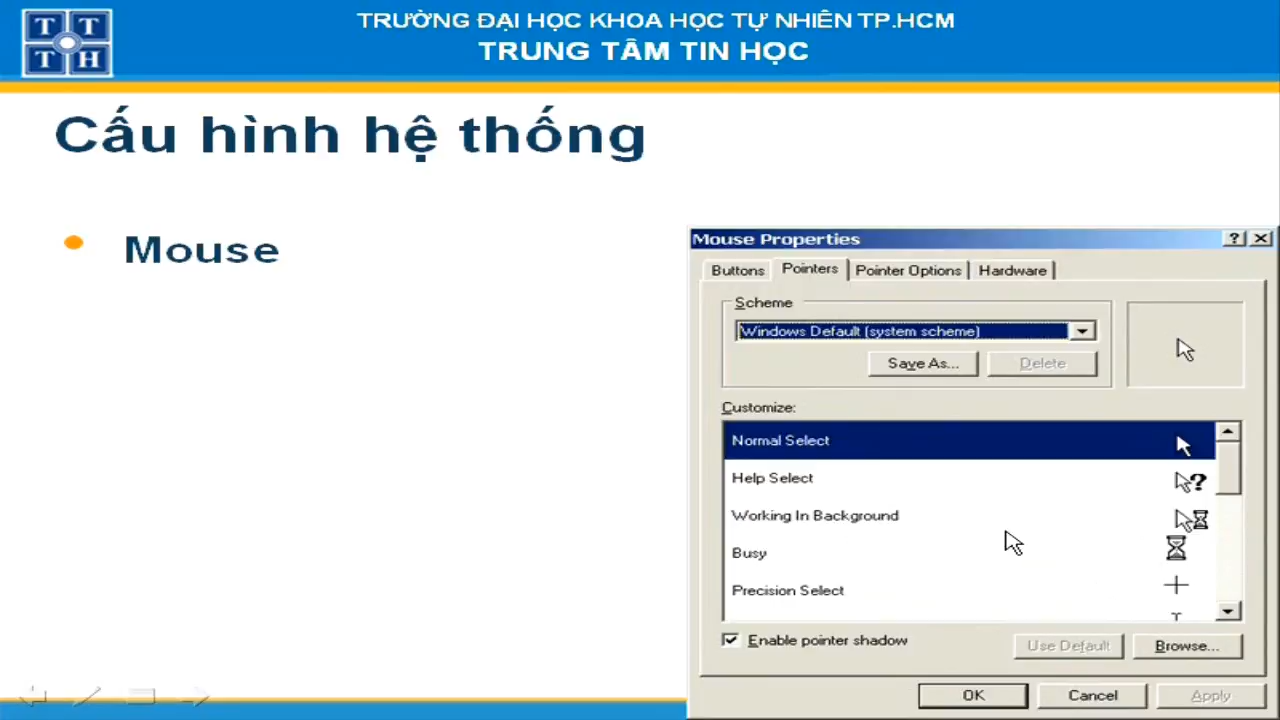 T T
T H
TRƯỜNG ĐẠI HỌC KHOA HỌC TỰ NHIÊN TP.HCM
TRUNG TÂM TIN HỌC
Cấu hình hệ thống
Mouse
Mouse Properties
Buttons Pointers Pointer Options Hardware
Scheme
Windows Default (system scheme)
Save As... Delete
Customize:
Normal Select
Help Select
Working In Background
Busy
Precision Select
Enable pointer shadow
Use Default Browse...
OK Cancel Apply